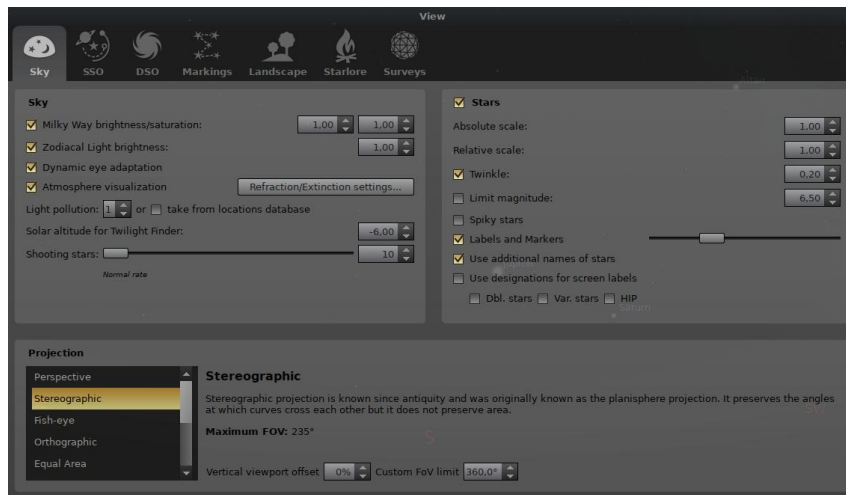 View
Sky SSO DSO Markings Landscape Starlore Surveys
Sky
Milky Way brightness/saturation: 1,00 1,00
Zodiacal Light brightness: 1,00
Dynamic eye adaptation
Atmosphere visualization Refraction/Extinction settings...
Light pollution: 1 or take from locations database
Solar altitude for Twilight Finder: -6,00
Shooting stars: 10
Normal rate
Stars
Absolute scale: 1,00
Relative scale: 1,00
Twinkle: 0,20
Limit magnitude: 6,50
Spiky stars
Labels and Markers
Use additional names of stars
Use designations for screen labels
Dbl. stars Var. stars HIP
Saturn
Projection
Perspective
Stereographic
Fish-eye
Orthographic
Equal Area
Stereographic
Stereographic projection is known since antiquity and was originally known as the planisphere projection. It preserves the angles
at which curves cross each other but it does not preserve area.
Maximum FOV: 235°
S
SW
Vertical viewport offset 0% Custom FoV limit 360,0°